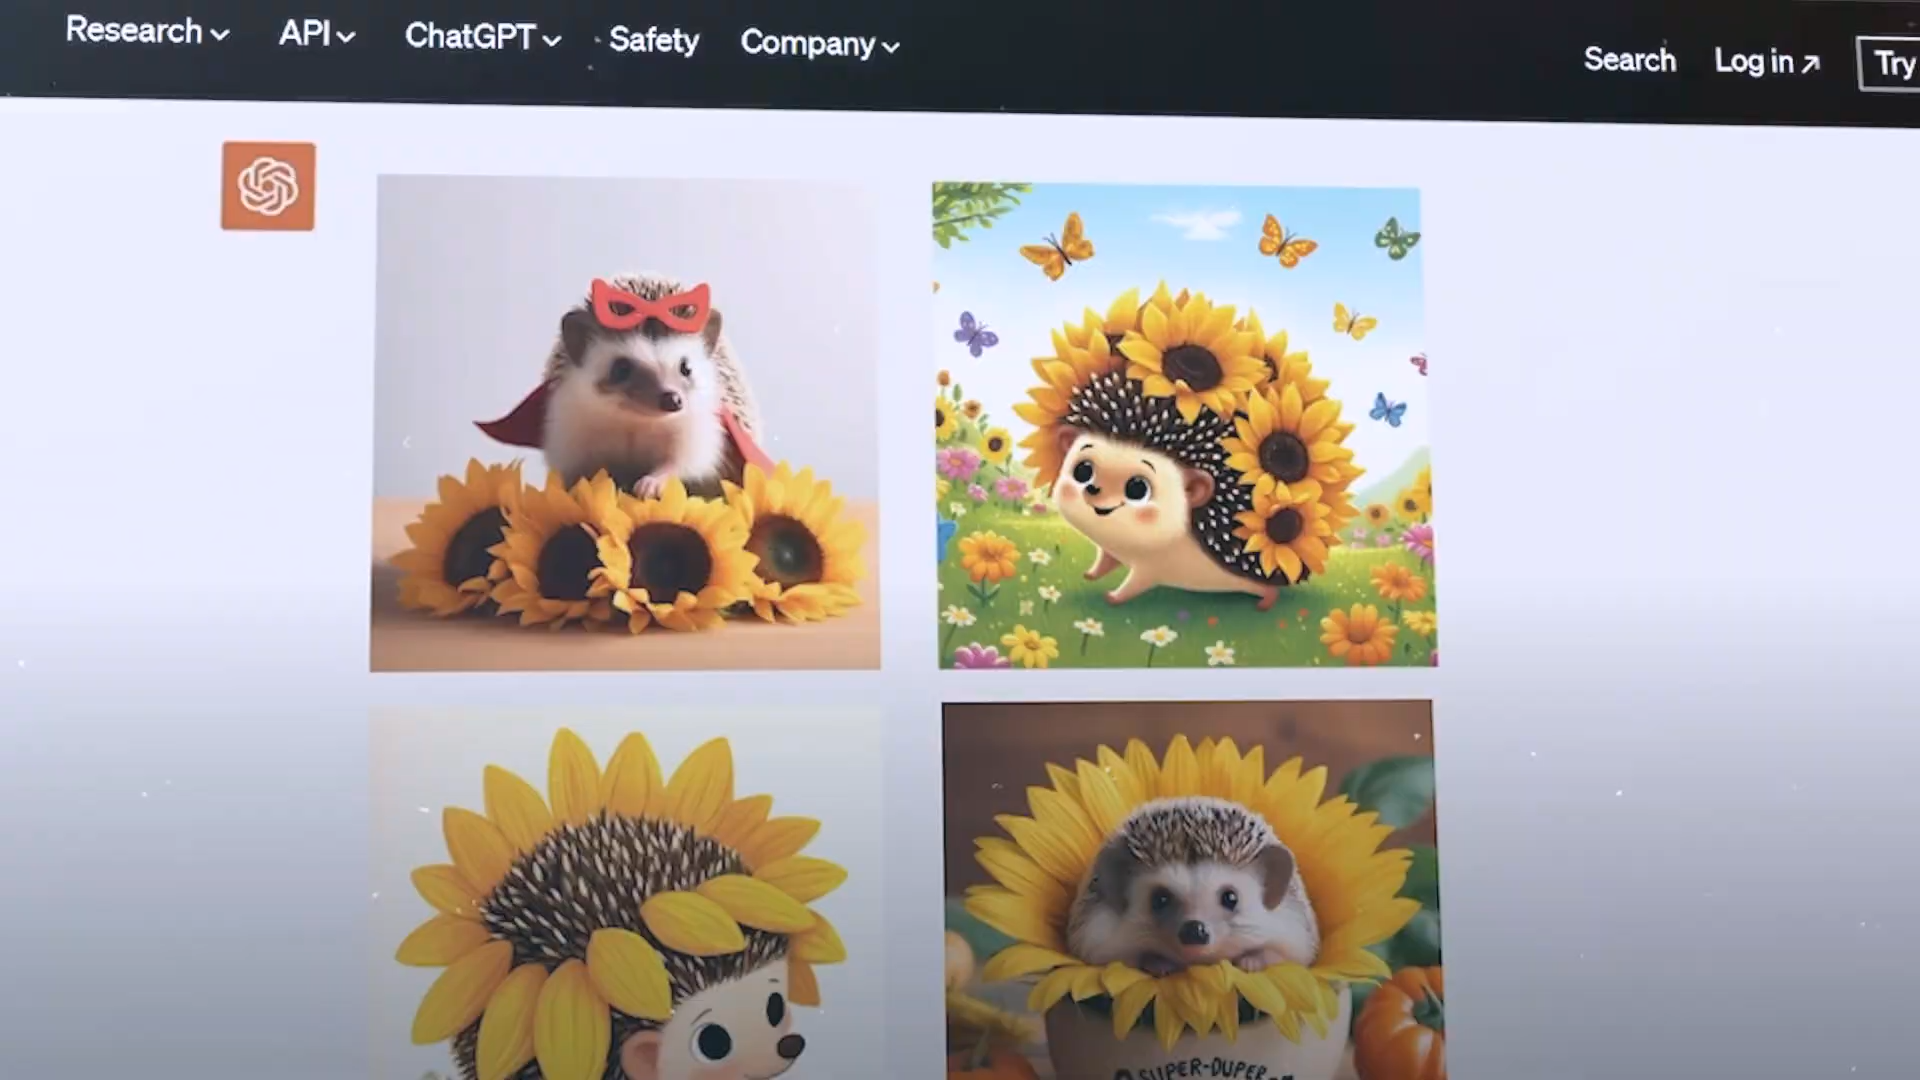 Research
API
ChatGPT
Safety
Company
Search
Log in ↗
Try
SUPER-DUPER